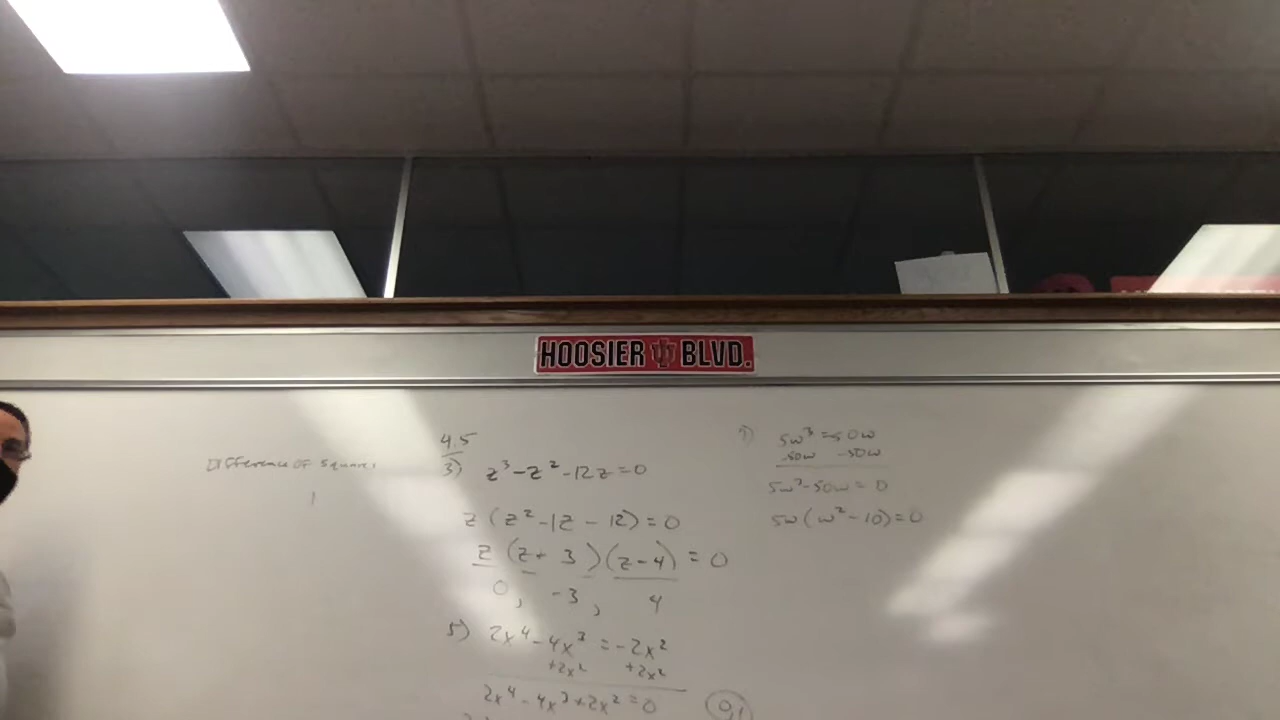 HOOSIER BLVD.
Difference of squares
4.5
3) z³-z²-12z=0
z(z²-1z-12)=0
z(z+3)(z-4)=0
0, -3, 4
5) 2x⁴-4x³=-2x²
+2x² +2x²
2x⁴-4x³+2x²=0
5w³=50w
-50w -50w
5w³-50w=0
5w(w²-10)=0